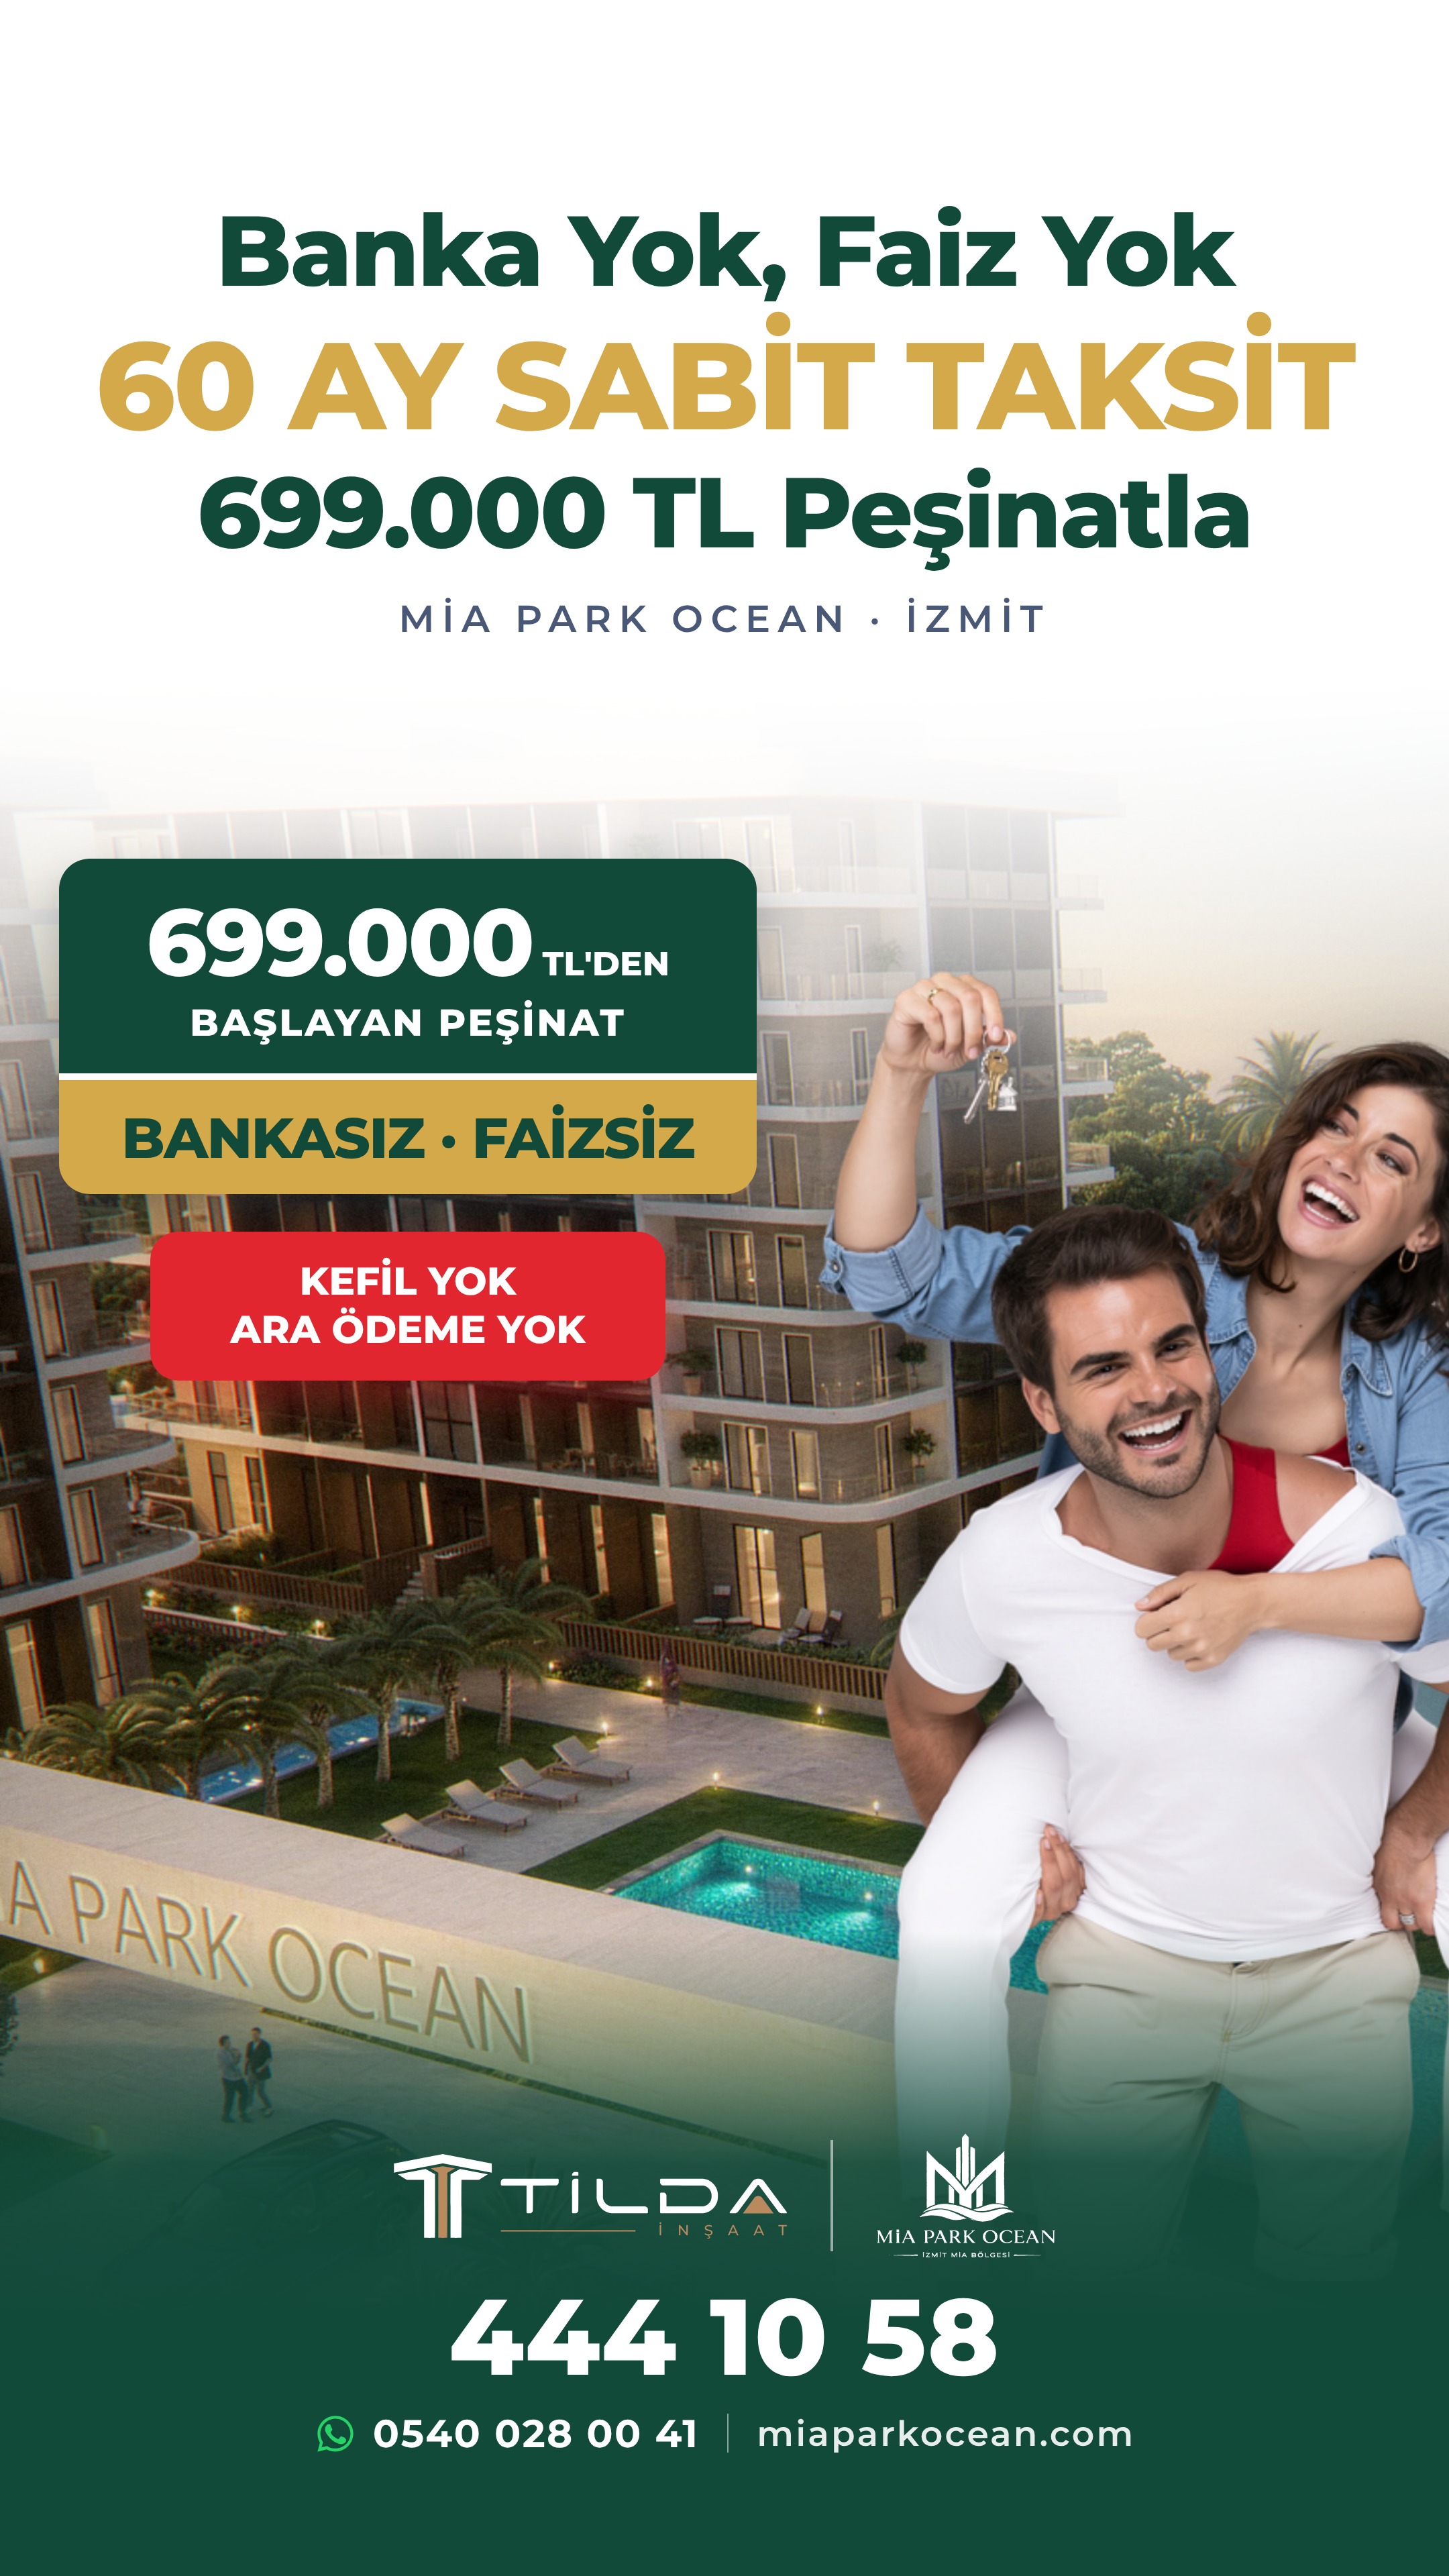 Banka Yok, Faiz Yok
60 AY SABİT TAKSİT
699.000 TL Peşinatla
MİA PARK OCEAN · İZMİT
699.000 TL'DEN
BAŞLAYAN PEŞİNAT
BANKASIZ · FAİZSİZ
KEFİL YOK
ARA ÖDEME YOK
A PARK OCEAN
TİLDA
İNŞAAT
MİA PARK OCEAN
İZMİT MİA BÖLGESİ
444 10 58
0540 028 00 41
miaparkocean.com